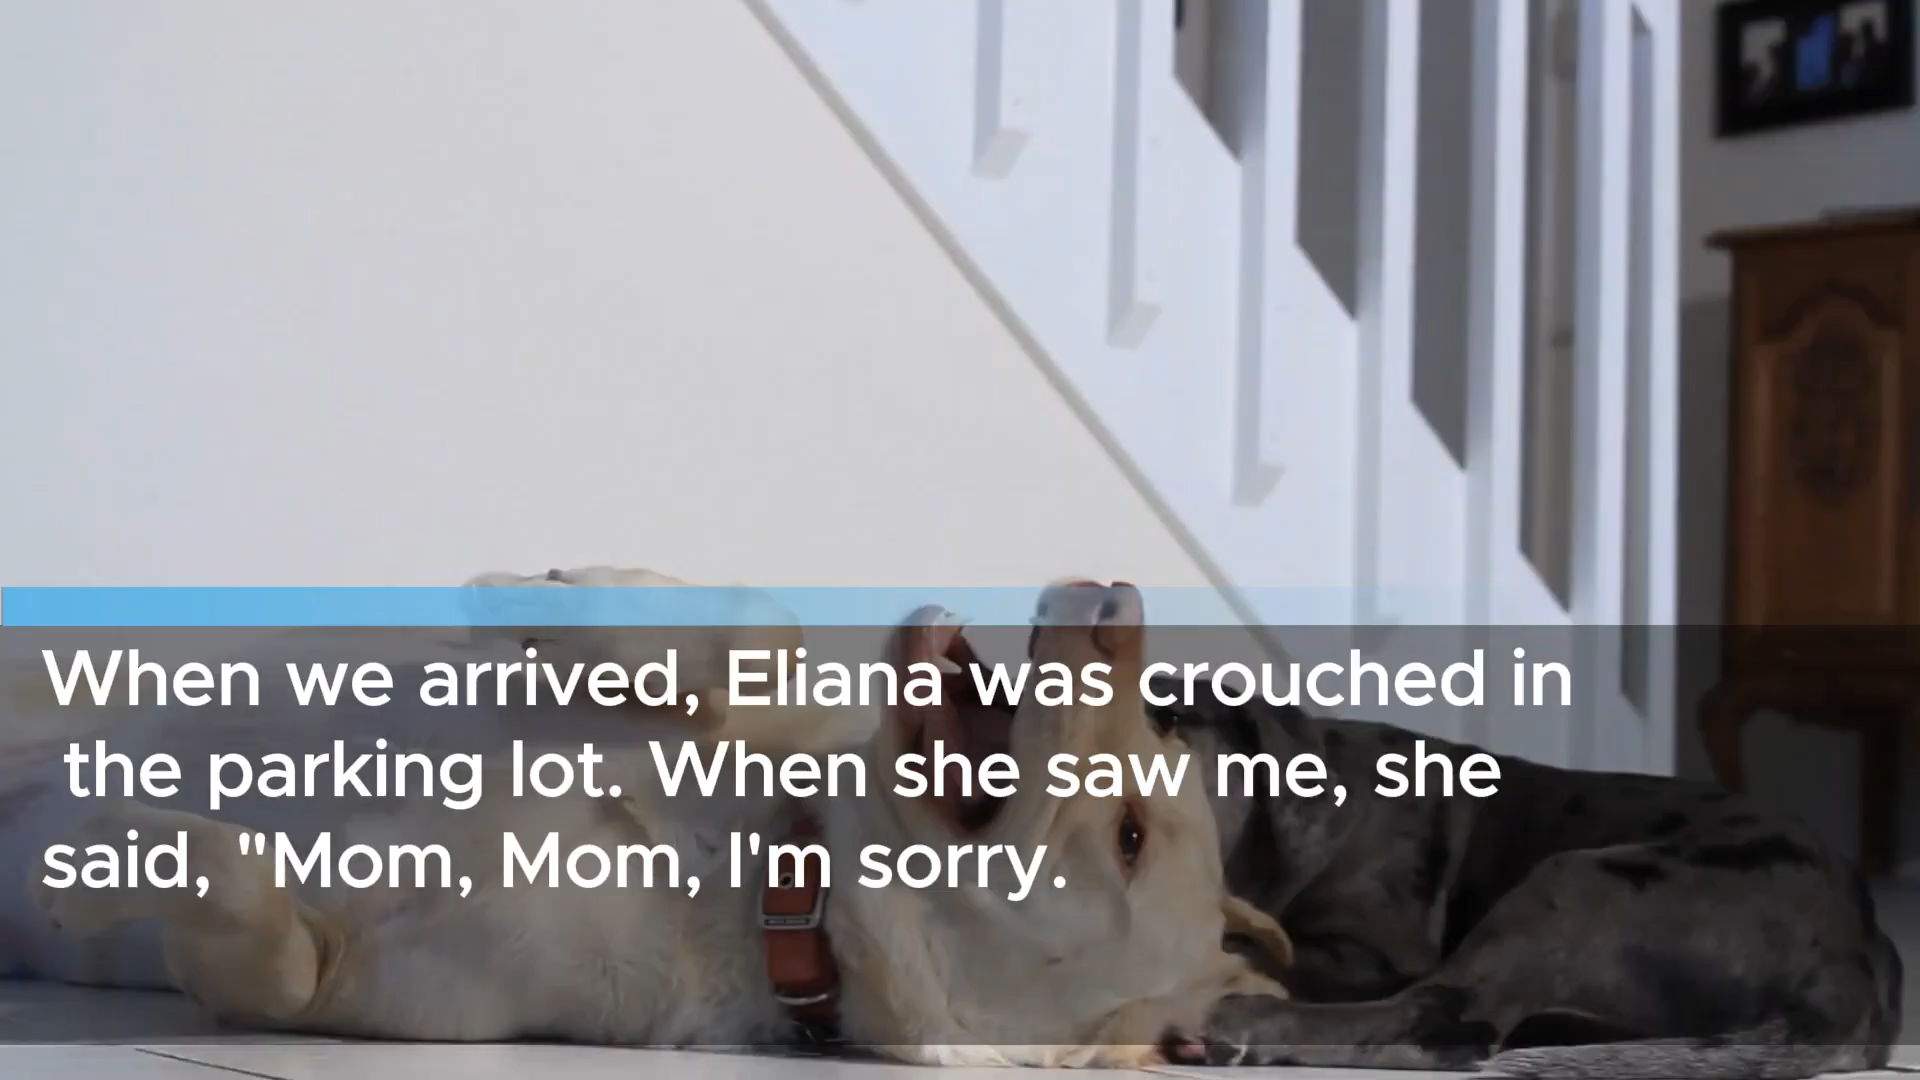 When we arrived, Eliana was crouched in
the parking lot. When she saw me, she
said, "Mom, Mom, I'm sorry.